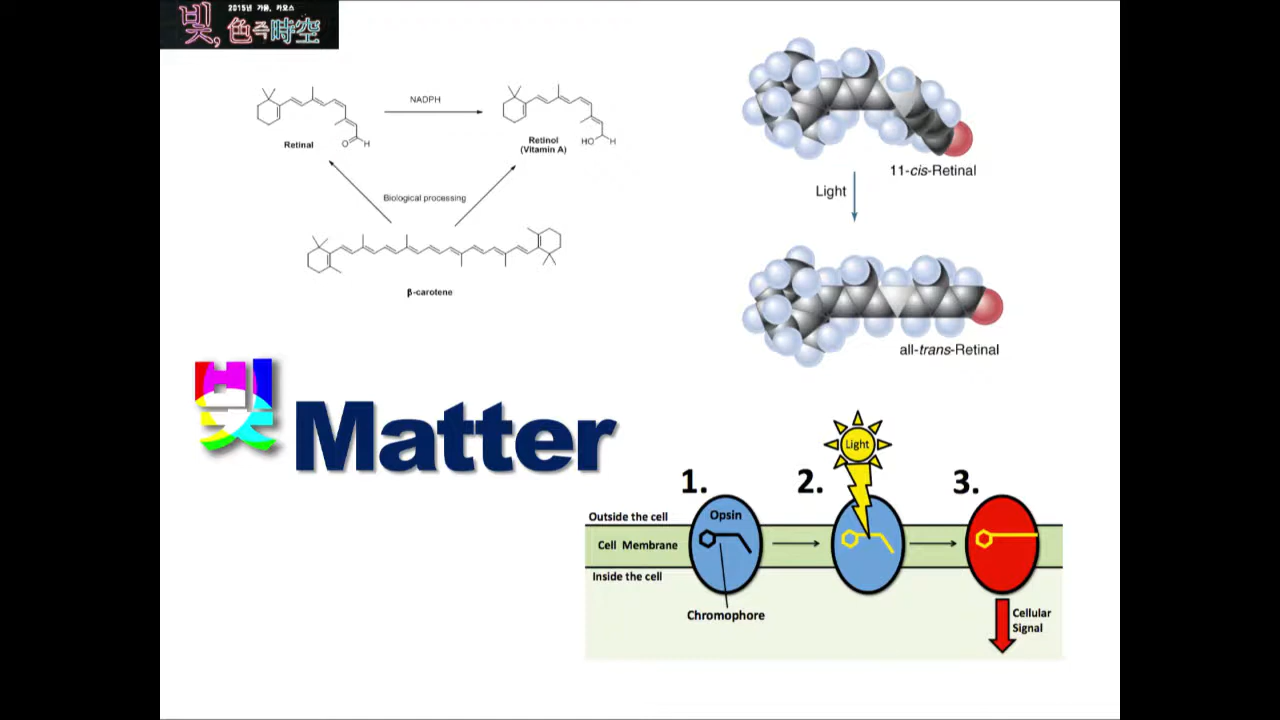 2015년 가을, 카오스
빛, 色즉時空
NADPH
Retinal
O H
Retinol
(Vitamin A)
HO H
Biological processing
β-carotene
11-cis-Retinal
Light
all-trans-Retinal
빛 Matter
Light
1. 2. 3.
Outside the cell
Opsin
Cell Membrane
Inside the cell
Chromophore
Cellular
Signal